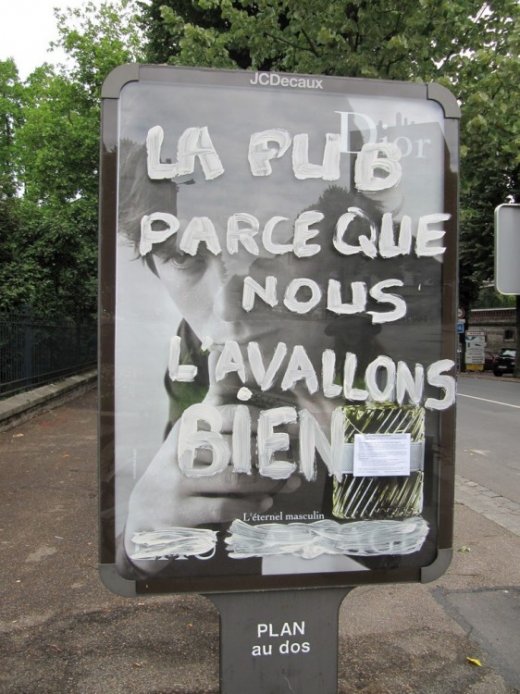 JCDecaux
Dior
LA PUB
PARCE QUE
NOUS
L'AVALLONS
BIEN
L'éternel masculin
PLAN
au dos